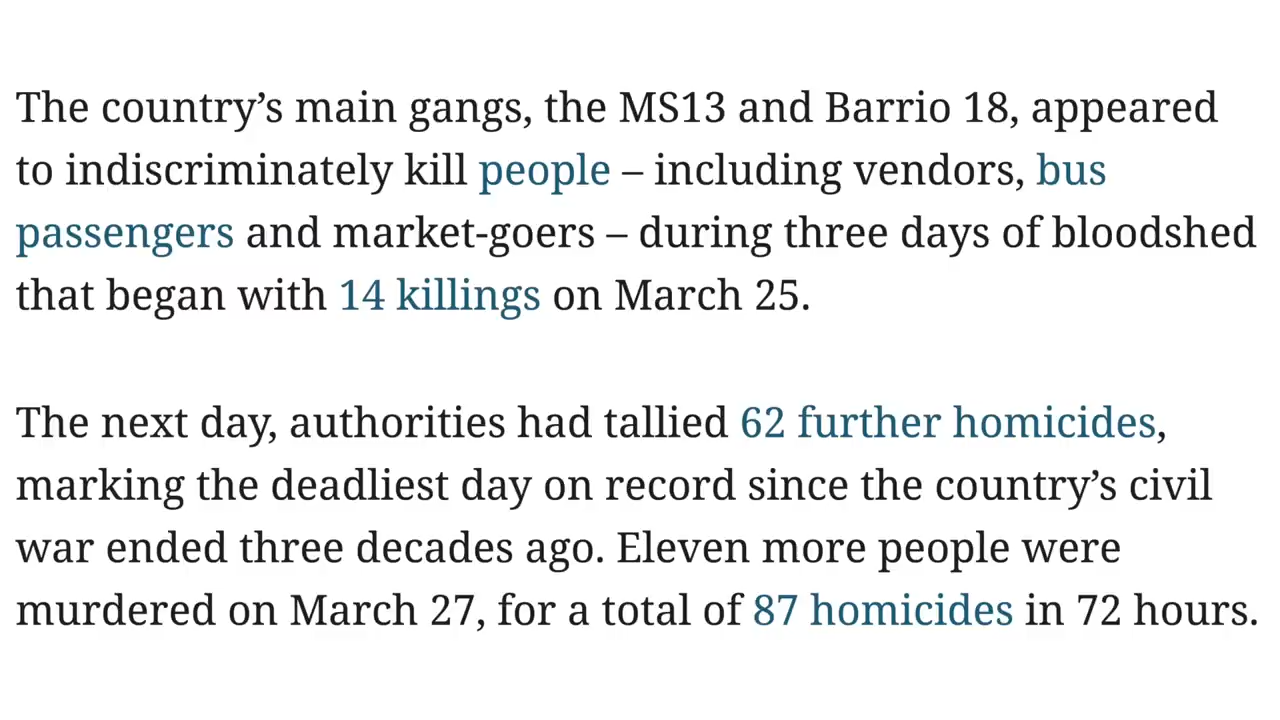 The country’s main gangs, the MS13 and Barrio 18, appeared
to indiscriminately kill people – including vendors, bus
passengers and market-goers – during three days of bloodshed
that began with 14 killings on March 25.
The next day, authorities had tallied 62 further homicides,
marking the deadliest day on record since the country’s civil
war ended three decades ago. Eleven more people were
murdered on March 27, for a total of 87 homicides in 72 hours.